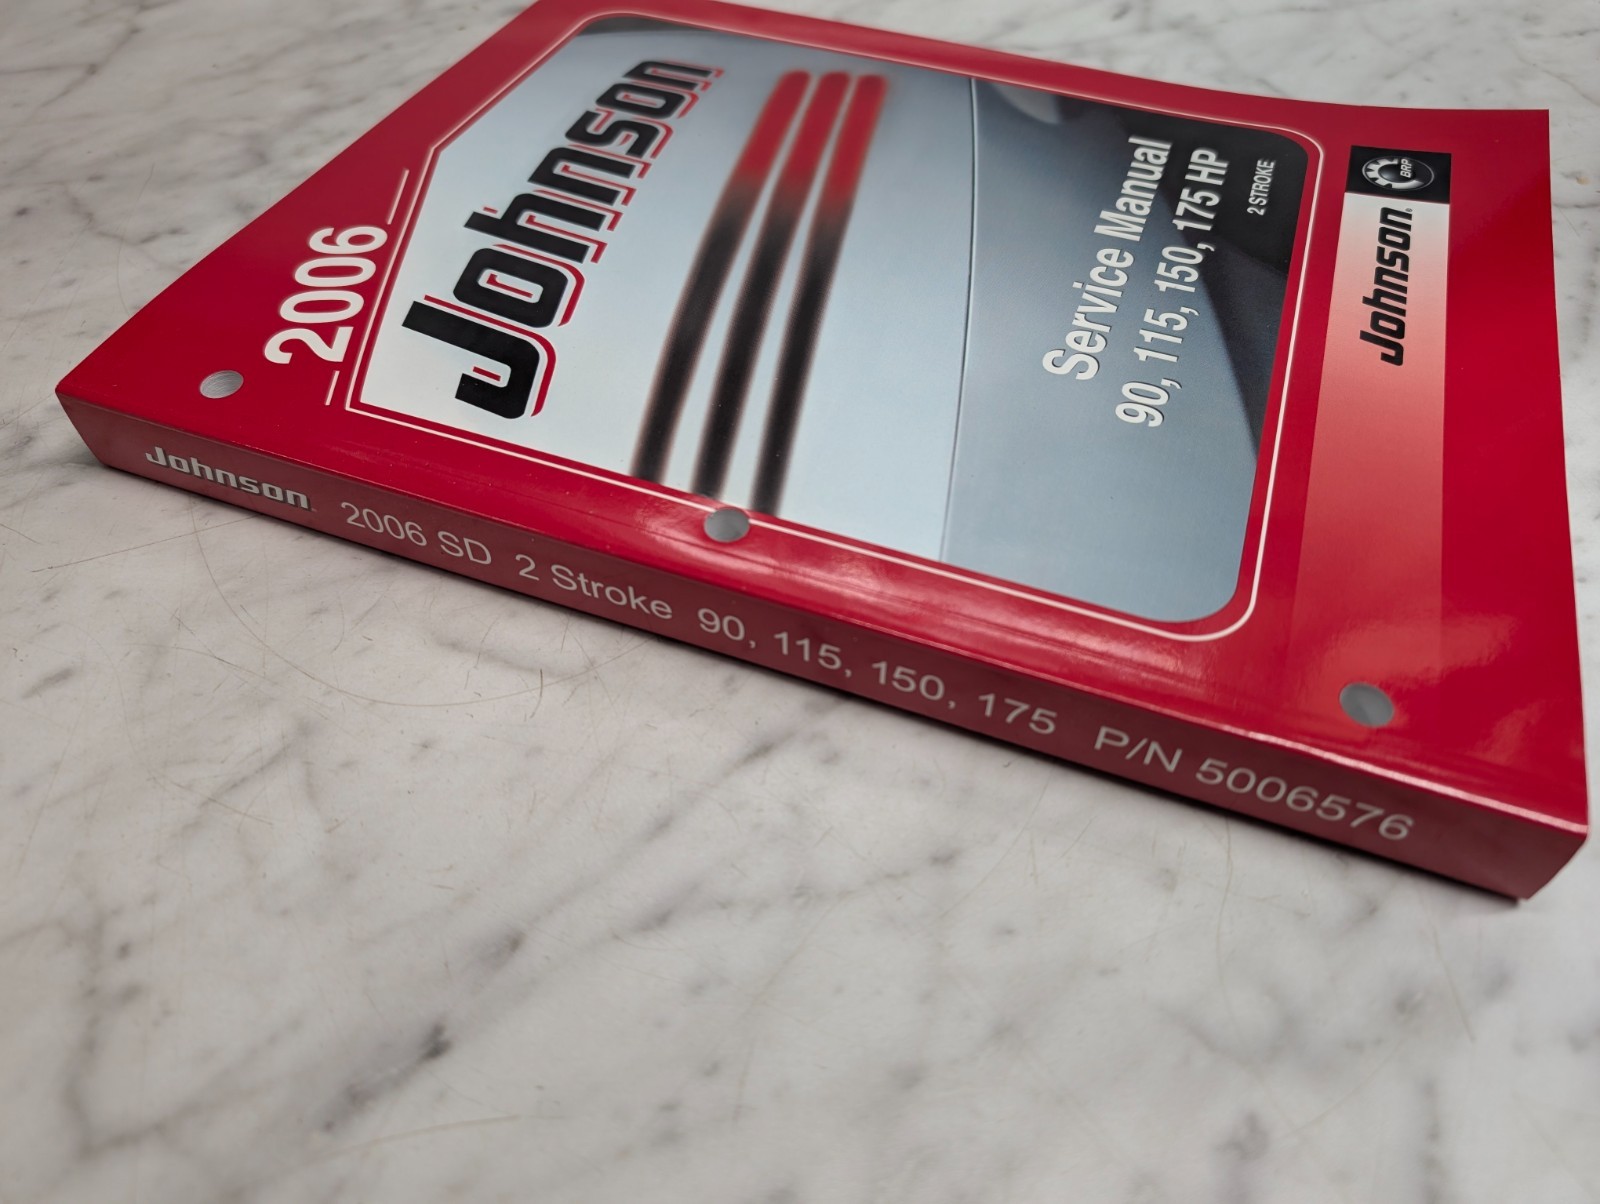 2006
Johnson
Service Manual
90, 115, 150, 175 HP
2 STROKE
BRP
Johnson.
Johnson 2006 SD 2 Stroke 90, 115, 150, 175 P/N 5006576